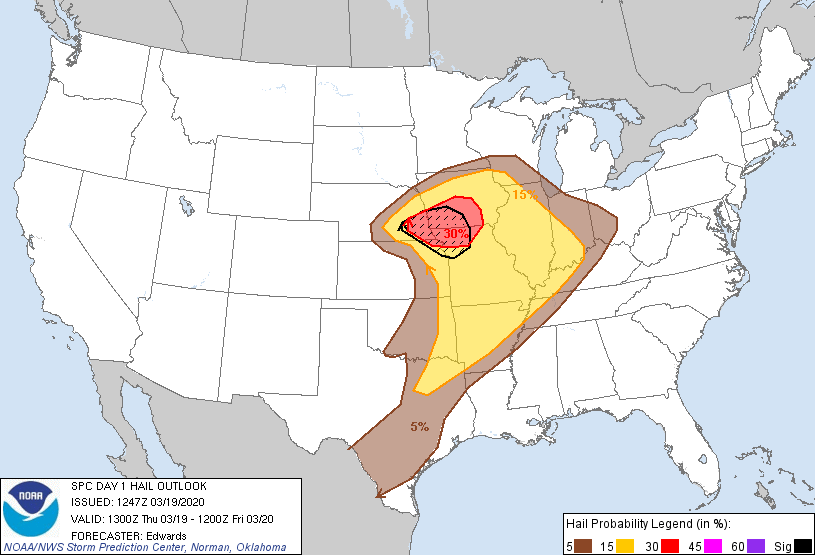 15%
30%
5%
NOAA
SPC DAY 1 HAIL OUTLOOK
ISSUED: 1247Z 03/19/2020
VALID: 1300Z Thu 03/19 - 1200Z Fri 03/20
FORECASTER: Edwards
NOAA/NWS Storm Prediction Center, Norman, Oklahoma
Hail Probability Legend (in %):
5 15 30 45 60 Sig